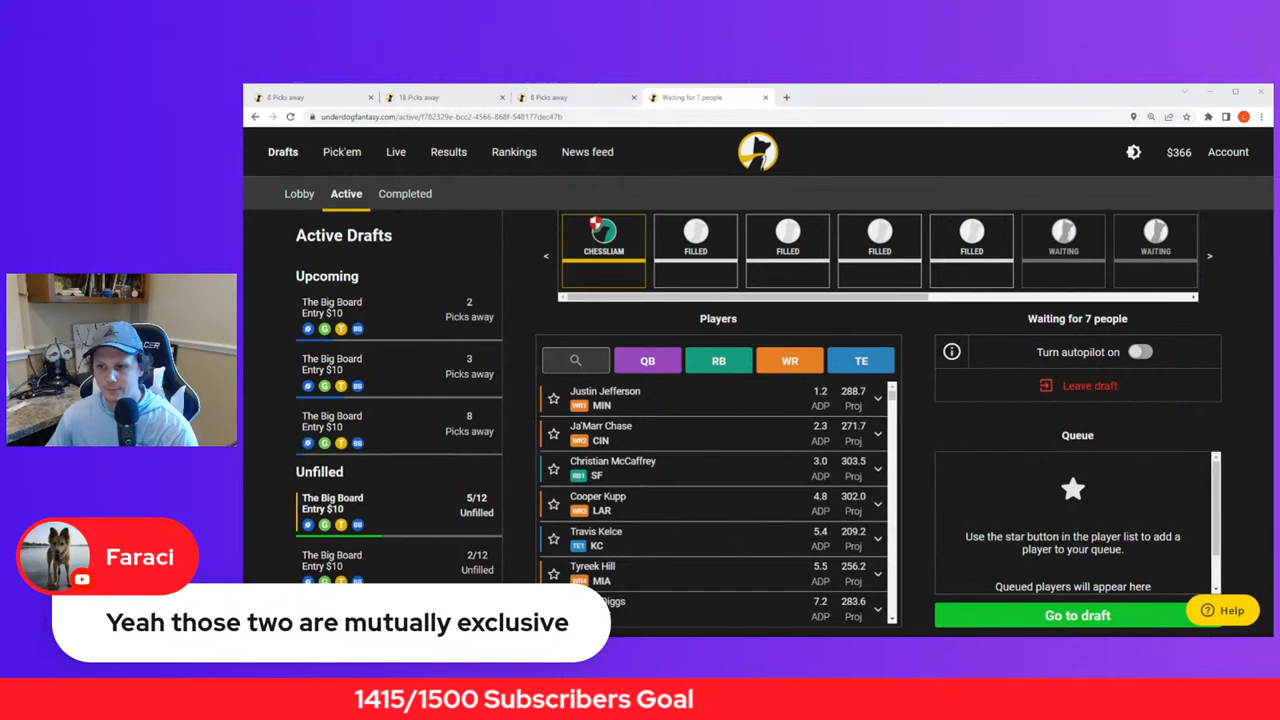 8 Picks away
18 Picks away
8 Picks away
Waiting for 7 people
underdogfantasy.com/active/f782329e-bcc2-4566-868f-548177dec47b
Drafts
Pick'em
Live
Results
Rankings
News feed
$366
Account
Lobby
Active
Completed
Active Drafts
Upcoming
The Big Board
Entry $10
2
Picks away
The Big Board
Entry $10
3
Picks away
The Big Board
Entry $10
8
Picks away
Unfilled
The Big Board
Entry $10
5/12
Unfilled
The Big Board
Entry $10
2/12
Unfilled
CHESSLIAM
FILLED
FILLED
FILLED
FILLED
WAITING
WAITING
Players
QB
RB
WR
TE
Justin Jefferson
WR1 MIN
1.2 288.7
ADP Proj
Ja'Marr Chase
WR2 CIN
2.3 271.7
ADP Proj
Christian McCaffrey
RB1 SF
3.0 303.5
ADP Proj
Cooper Kupp
WR3 LAR
4.8 302.0
ADP Proj
Travis Kelce
TE1 KC
5.4 209.2
ADP Proj
Tyreek Hill
WR4 MIA
5.5 256.2
ADP Proj
Diggs
7.2 283.6
ADP Proj
Waiting for 7 people
Turn autopilot on
Leave draft
Queue
Use the star button in the player list to add a
player to your queue.
Queued players will appear here
Go to draft
Help
Faraci
Yeah those two are mutually exclusive
1415/1500 Subscribers Goal